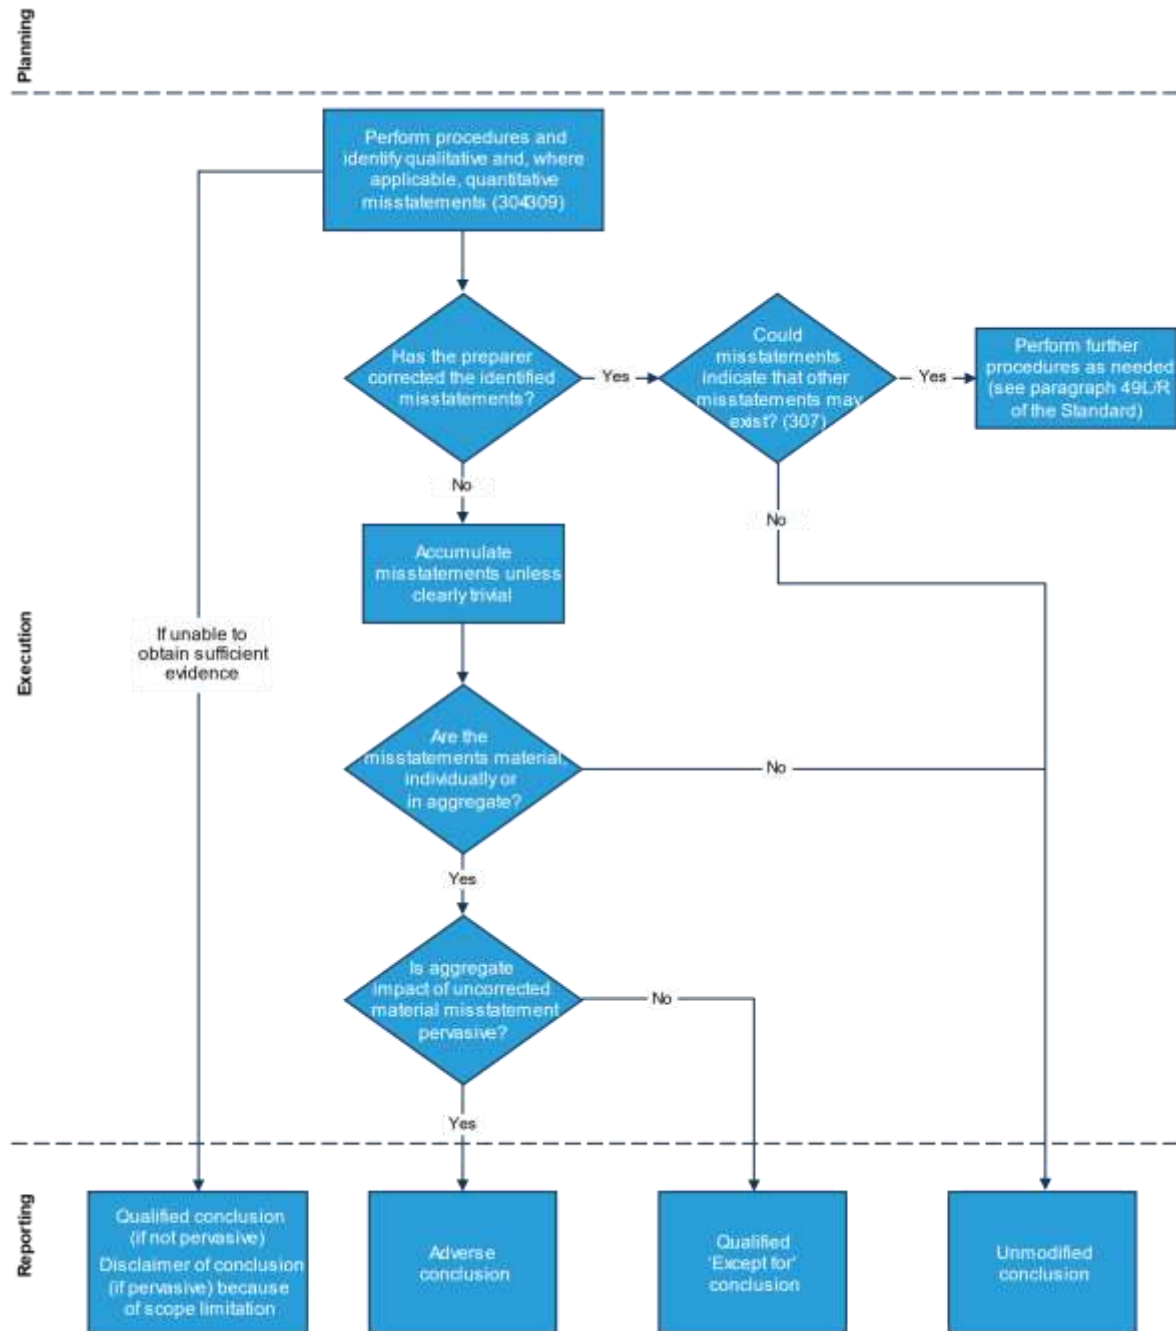 Planning
Perform procedures and
identify qualitative and, where
applicable, quantitative
misstatements (304309)
Has the preparer
corrected the identified
misstatements?
Yes
Could
misstatements
indicate that other
misstatements may
exist? (307)
Yes
Perform further
procedures as needed
(see paragraph 49L/R
of the Standard)
No
No
Accumulate
misstatements unless
clearly trivial
Execution
If unable to
obtain sufficient
evidence
Are the
misstatements material,
individually or
in aggregate?
No
Yes
Is aggregate
impact of uncorrected
material misstatement
pervasive?
No
Yes
Reporting
Qualified conclusion
(if not pervasive)
Disclaimer of conclusion
(if pervasive) because
of scope limitation
Adverse
conclusion
Qualified
'Except for'
conclusion
Unmodified
conclusion